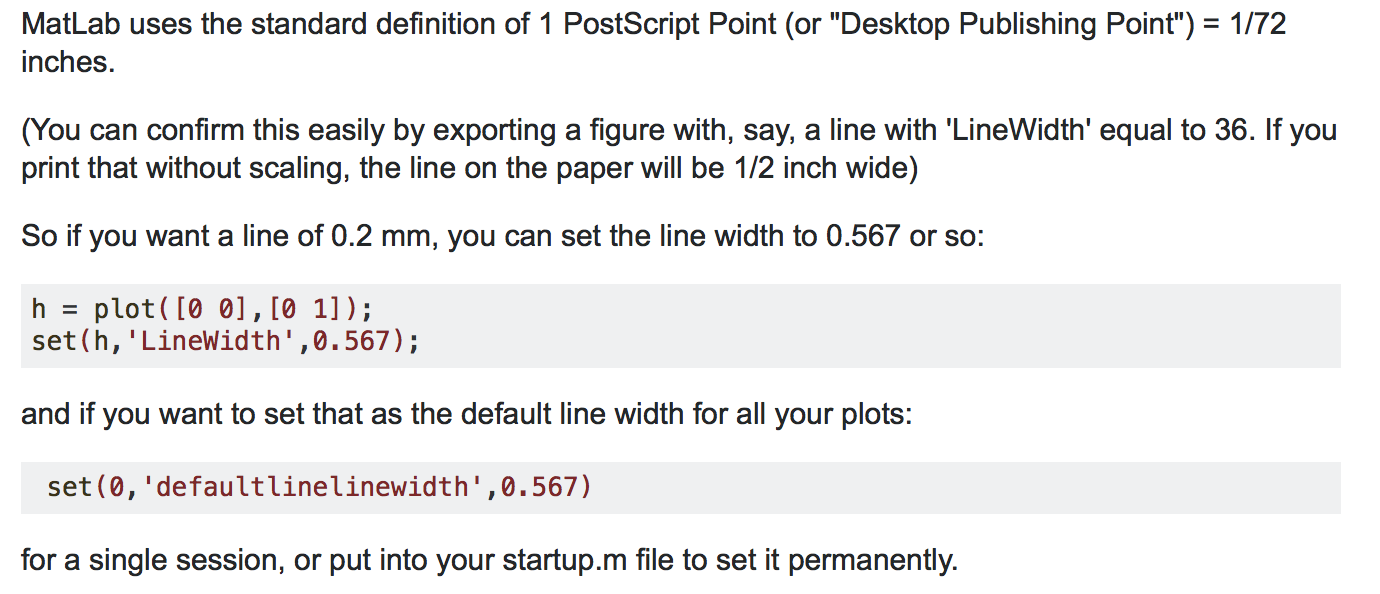 MatLab uses the standard definition of 1 PostScript Point (or "Desktop Publishing Point") = 1/72
inches.
(You can confirm this easily by exporting a figure with, say, a line with 'LineWidth' equal to 36. If you
print that without scaling, the line on the paper will be 1/2 inch wide)
So if you want a line of 0.2 mm, you can set the line width to 0.567 or so:
h = plot([0 0],[0 1]);
set(h,'LineWidth',0.567);
and if you want to set that as the default line width for all your plots:
set(0,'defaultlinelinewidth',0.567)
for a single session, or put into your startup.m file to set it permanently.